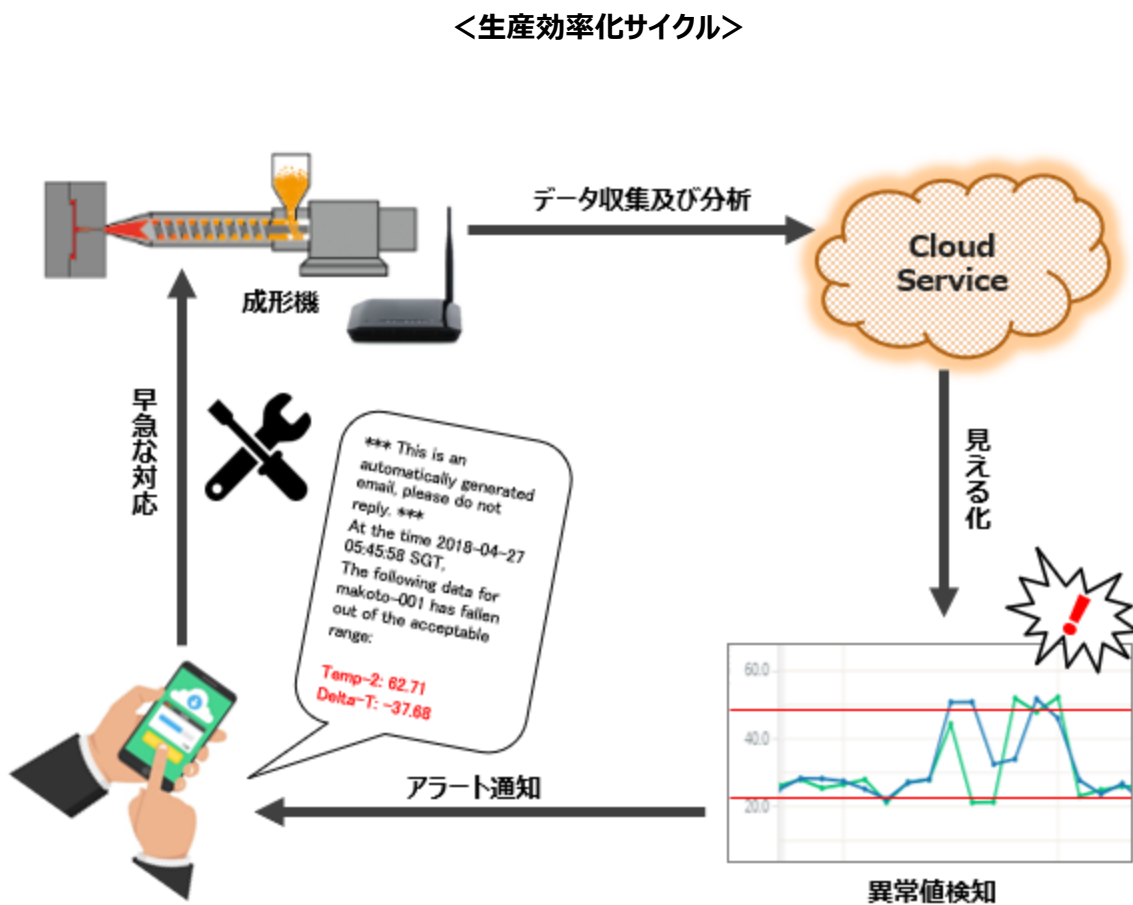 ＜生産効率化サイクル＞
データ収集及び分析
Cloud
Service
成形機
早急な対応
見える化
*** This is an
automatically generated
email, please do not
reply. ***
At the time 2018-04-27
05:45:58 SGT,
The following data for
makoto-001 has fallen
out of the acceptable
range:
Temp-2: 62.71
Delta-T: -37.68
!
60.0
40.0
20.0
アラート通知
異常値検知